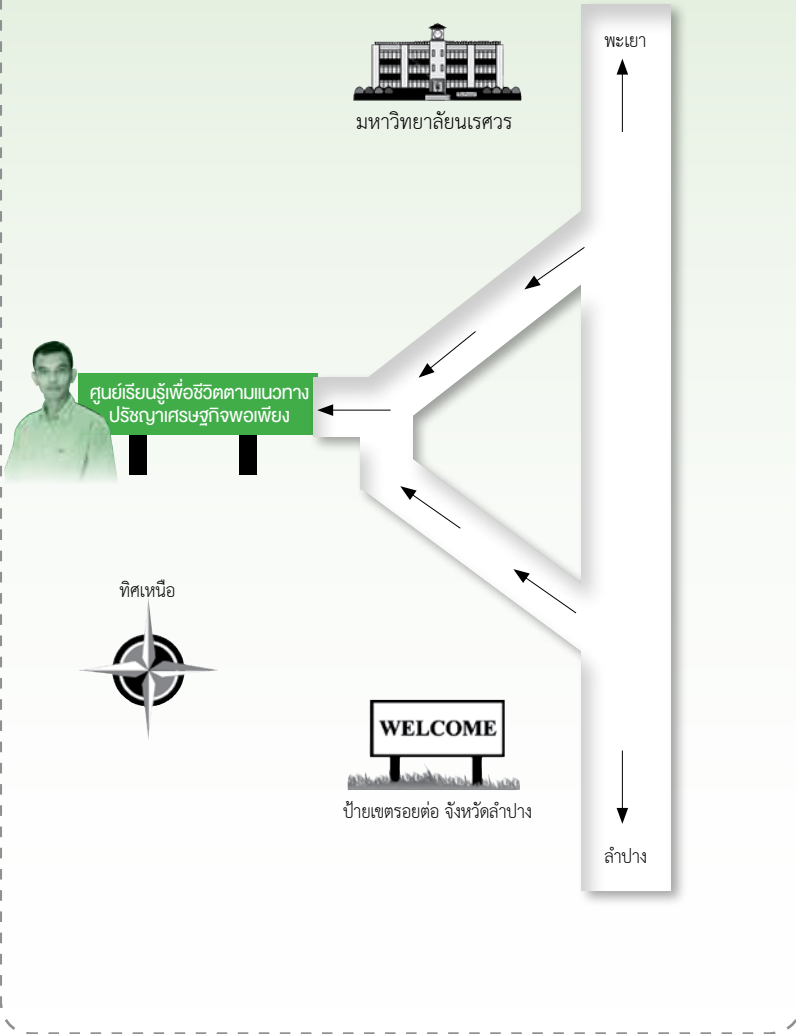 พะเยา
มหาวิทยาลัยนเรศวร
ศูนย์เรียนรู้เพื่อชีวิตตามแนวทาง
ปรัชญาเศรษฐกิจพอเพียง
ทิศเหนือ
WELCOME
ป้ายเขตรอยต่อ จังหวัดลำปาง
ลำปาง